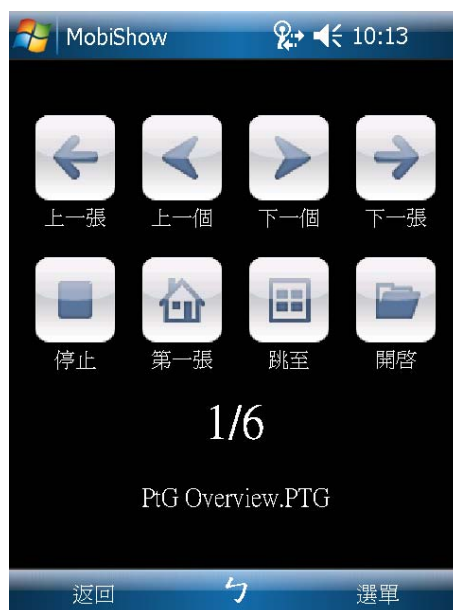 MobiShow 10:13
上一張 上一個 下一個 下一張
停止 第一張 跳至 開啓
1/6
PtG Overview.PTG
返回 ㄅ 選單